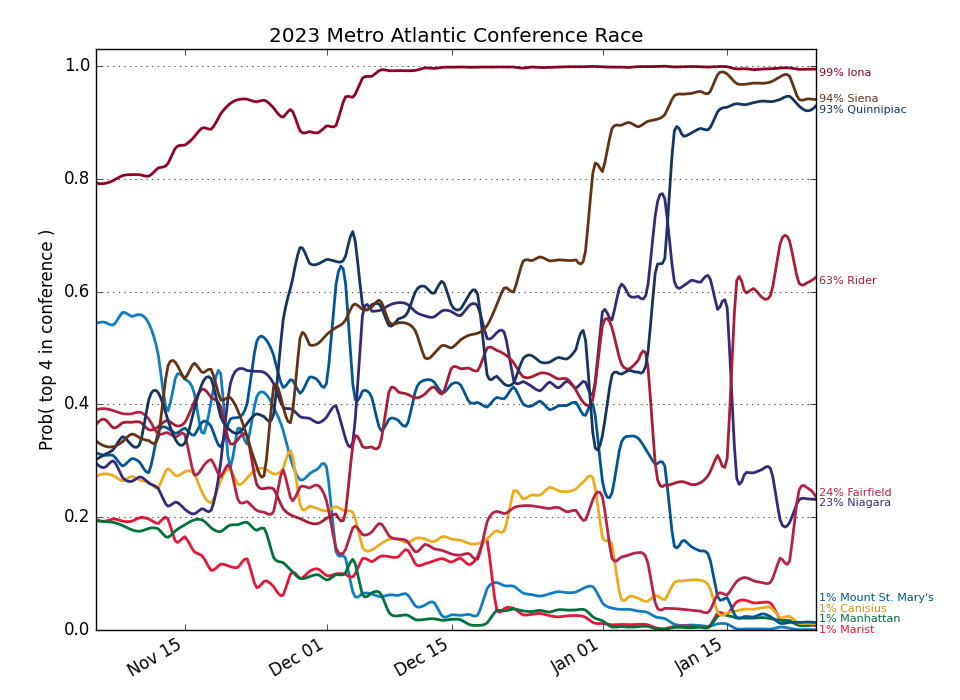 2023 Metro Atlantic Conference Race
Prob( top 4 in conference )
1.0
0.8
0.6
0.4
0.2
0.0
Nov 15
Dec 01
Dec 15
Jan 01
Jan 15
99% Iona
94% Siena
93% Quinnipiac
63% Rider
24% Fairfield
23% Niagara
1% Mount St. Mary's
1% Canisius
1% Manhattan
1% Marist